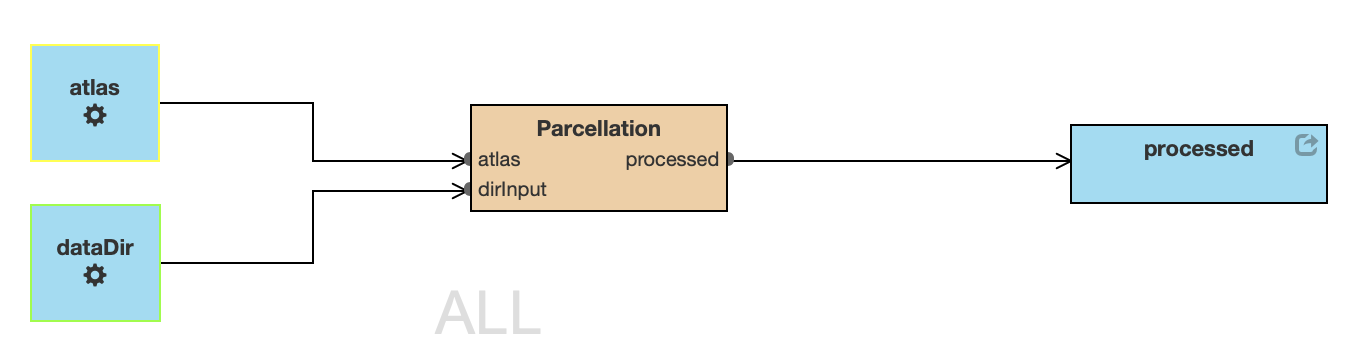 atlas
dataDir
Parcellation
atlas processed
dirInput
processed
ALL